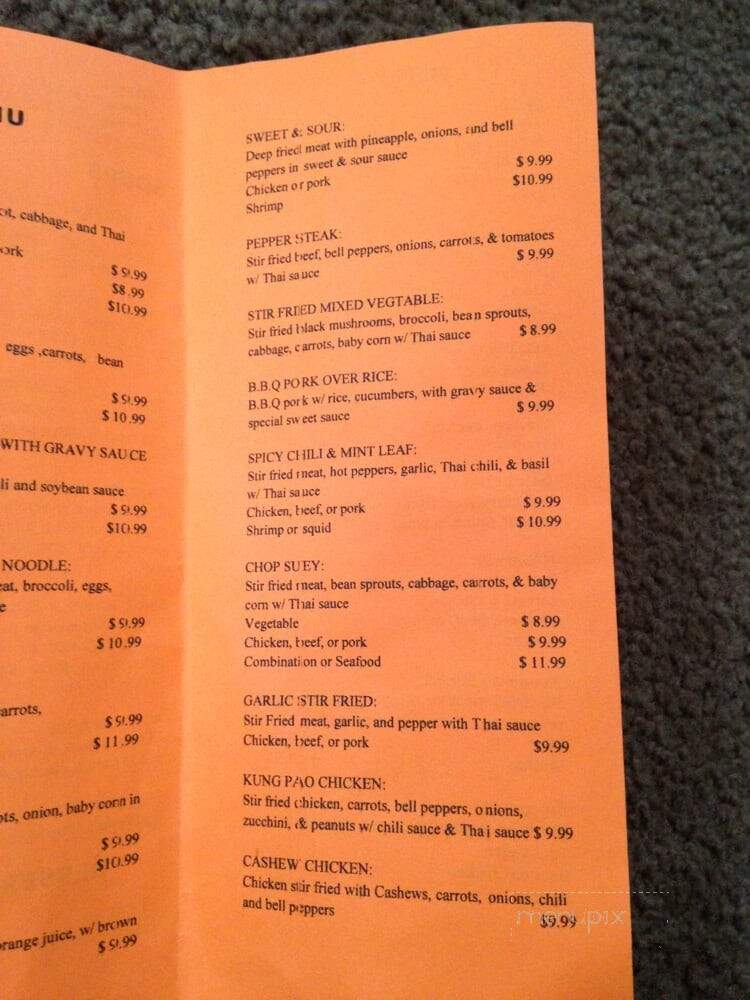 NU
cabbage, and Thai
$9.99
$8.99
$10.99
eggs ,carrots, bean
$9.99
$10.99
WITH GRAVY SAUCE
and soybean sauce
$9.99
$10.99
NOODLE:
broccoli, eggs,
$9.99
$10.99
$9.99
$11.99
onion, baby corn in
$9.99
$10.99
orange juice, w/ brown
$9.99
SWEET & SOUR:
Deep fried meat with pineapple, onions, and bell
peppers in sweet & sour sauce
Chicken or pork $9.99
Shrimp $10.99
PEPPER STEAK:
Stir fried beef, bell peppers, onions, carrots, & tomatoes
w/ Thai sauce $9.99
STIR FRIED MIXED VEGTABLE:
Stir fried black mushrooms, broccoli, bean sprouts,
cabbage, carrots, baby corn w/ Thai sauce $8.99
B.B.Q PORK OVER RICE:
B.B.Q pork w/ rice, cucumbers, with gravy sauce &
special sweet sauce $9.99
SPICY CHILI & MINT LEAF:
Stir fried meat, hot peppers, garlic, Thai chili, & basil
w/ Thai sauce
Chicken, beef, or pork $9.99
Shrimp or squid $10.99
CHOP SUEY:
Stir fried meat, bean sprouts, cabbage, carrots, & baby
corn w/ Thai sauce
Vegetable $8.99
Chicken, beef, or pork $9.99
Combination or Seafood $11.99
GARLIC STIR FRIED:
Stir Fried meat, garlic, and pepper with Thai sauce
Chicken, beef, or pork $9.99
KUNG PAO CHICKEN:
Stir fried chicken, carrots, bell peppers, onions,
zucchini, & peanuts w/ chili sauce & Thai sauce $9.99
CASHEW CHICKEN:
Chicken stir fried with Cashews, carrots, onions, chili
and bell peppers $9.99
menupix